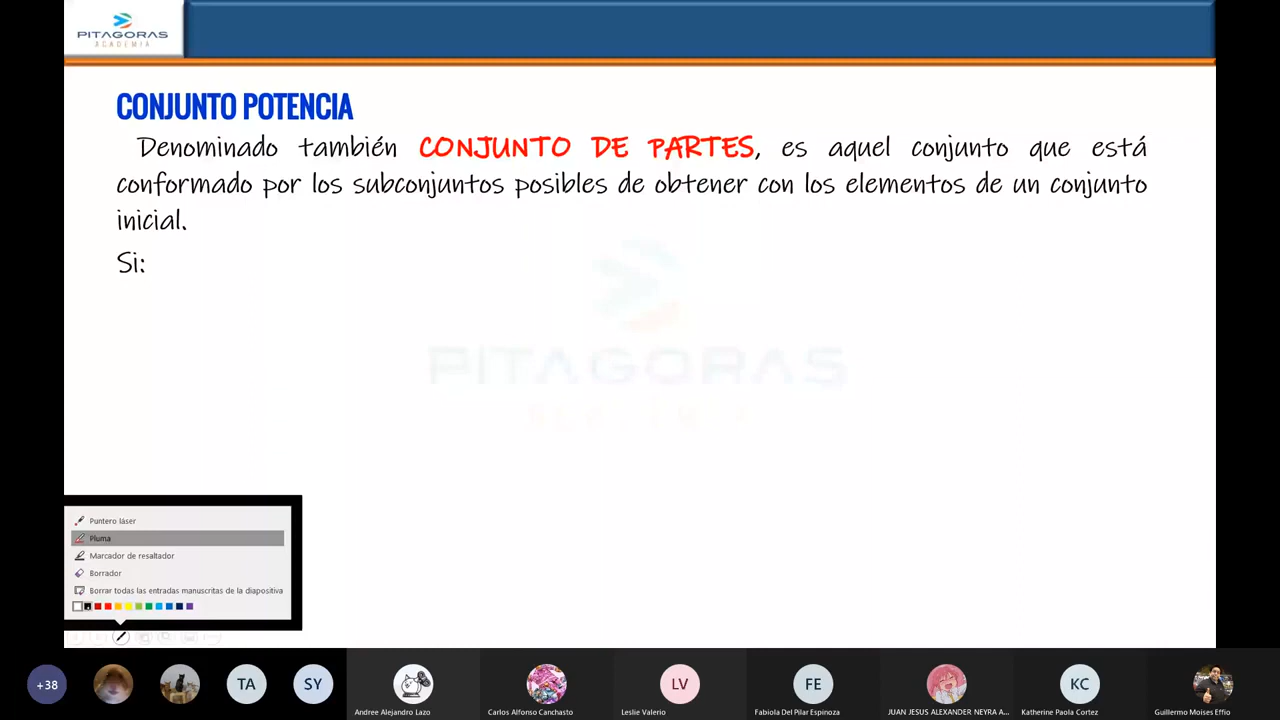 PITAGORAS
ACADEMIA
CONJUNTO POTENCIA
Denominado también CONJUNTO DE PARTES, es aquel conjunto que está
conformado por los subconjuntos posibles de obtener con los elementos de un conjunto
inicial.
Si:
PITAGORAS
Puntero láser
Pluma
Marcador de resaltador
Borrador
Borrar todas las entradas manuscritas de la diapositiva
+38
TA
SY
Andree Alejandro Lazo
Carlos Alfonso Canchasto
LV
Leslie Valerio
FE
Fabiola Del Pilar Espinoza
JUAN JESUS ALEXANDER NEYRA A...
KC
Katherine Paola Cortez
Guillermo Moises Effio